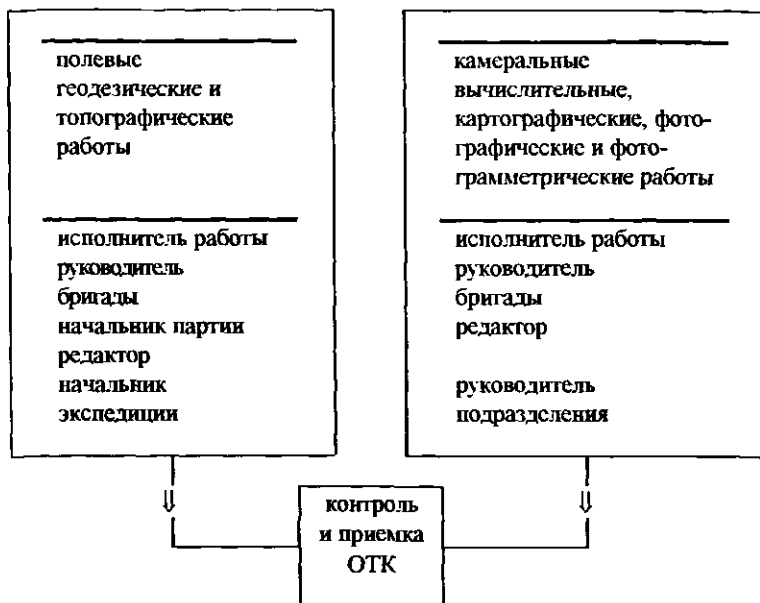 полевые
геодезические и
топографические
работы
исполнитель работы
руководитель
бригады
начальник партии
редактор
начальник
экспедиции
камеральные
вычислительные,
картографические, фото-
графические и фото-
грамметрические работы
исполнитель работы
руководитель
бригады
редактор
руководитель
подразделения
контроль
и приемка
ОТК